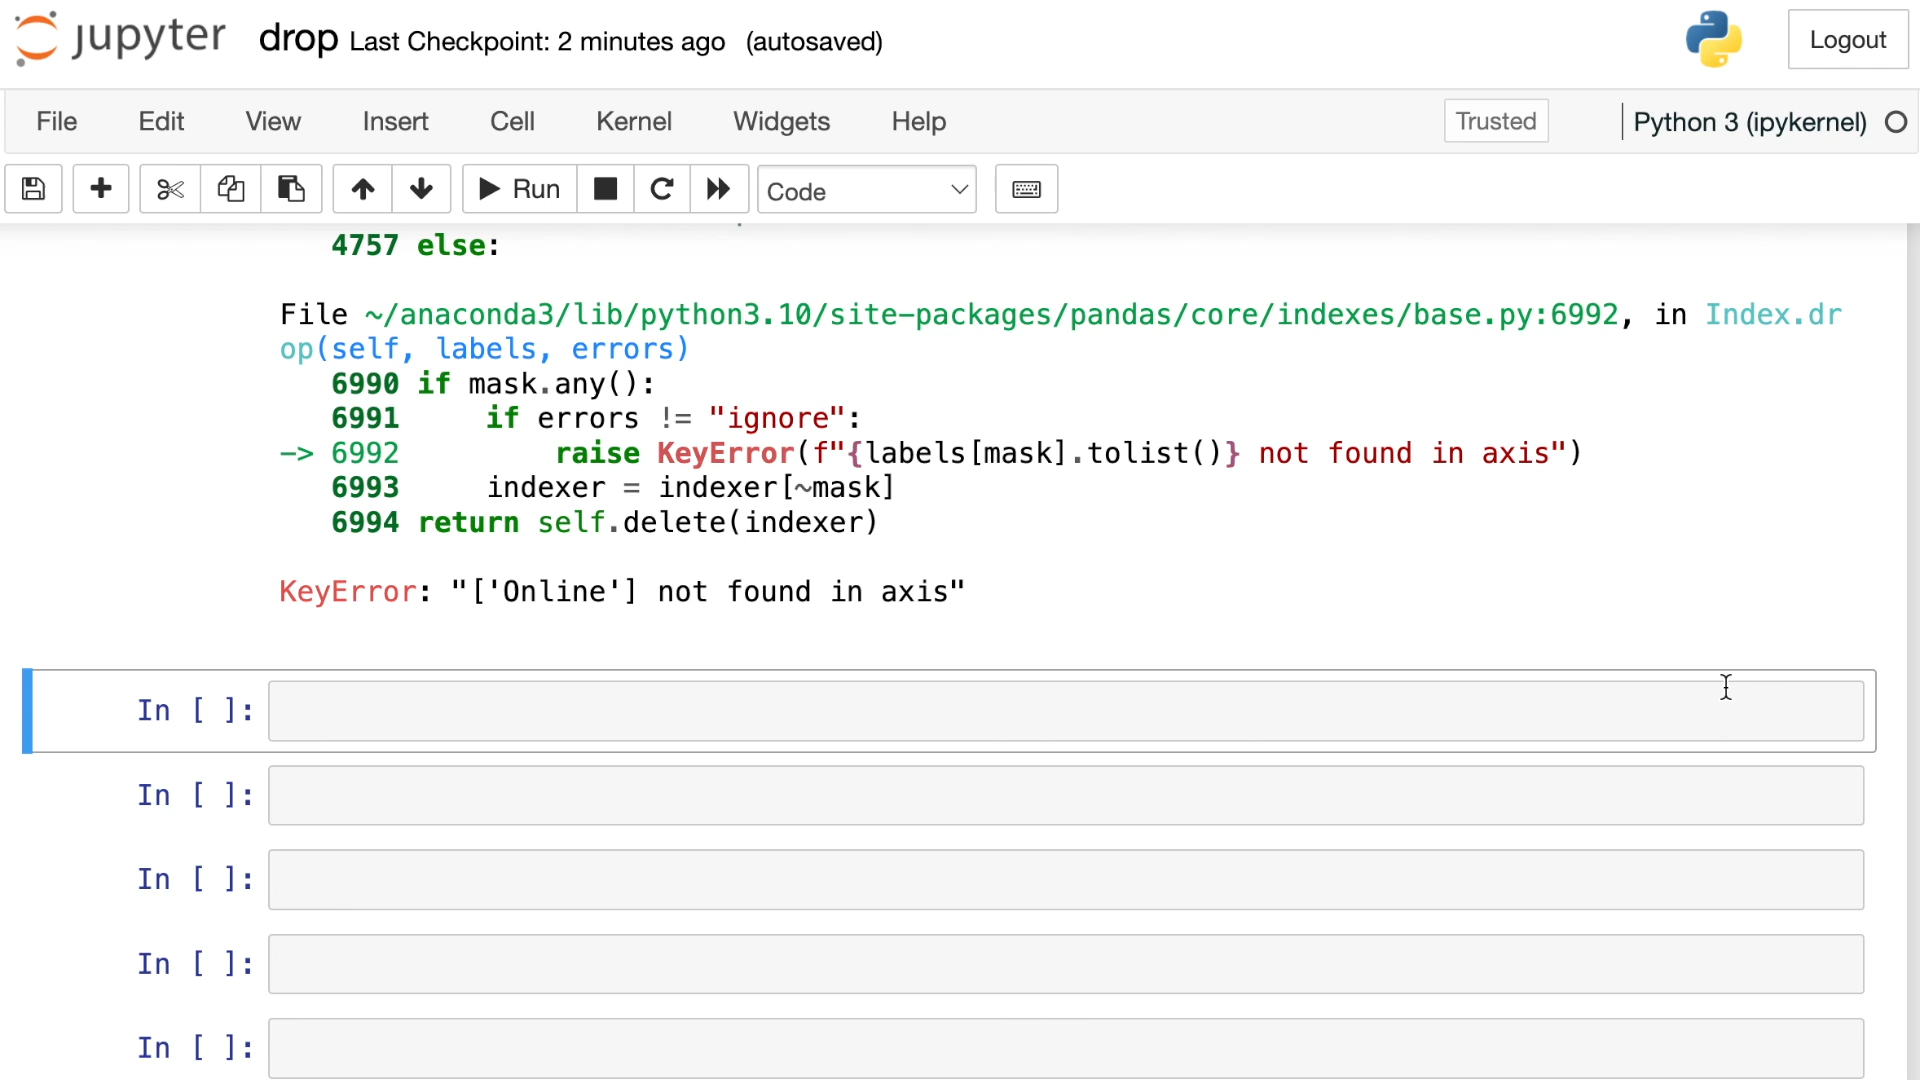 jupyter drop Last Checkpoint: 2 minutes ago (autosaved) Logout
File Edit View Insert Cell Kernel Widgets Help Trusted Python 3 (ipykernel)
Run Code
4757 else:
File ~/anaconda3/lib/python3.10/site-packages/pandas/core/indexes/base.py:6992, in Index.dr
op(self, labels, errors)
6990 if mask.any():
6991     if errors != "ignore":
-> 6992         raise KeyError(f"{labels[mask].tolist()} not found in axis")
6993     indexer = indexer[~mask]
6994 return self.delete(indexer)
KeyError: "['Online'] not found in axis"
In [ ]:
In [ ]:
In [ ]:
In [ ]:
In [ ]: